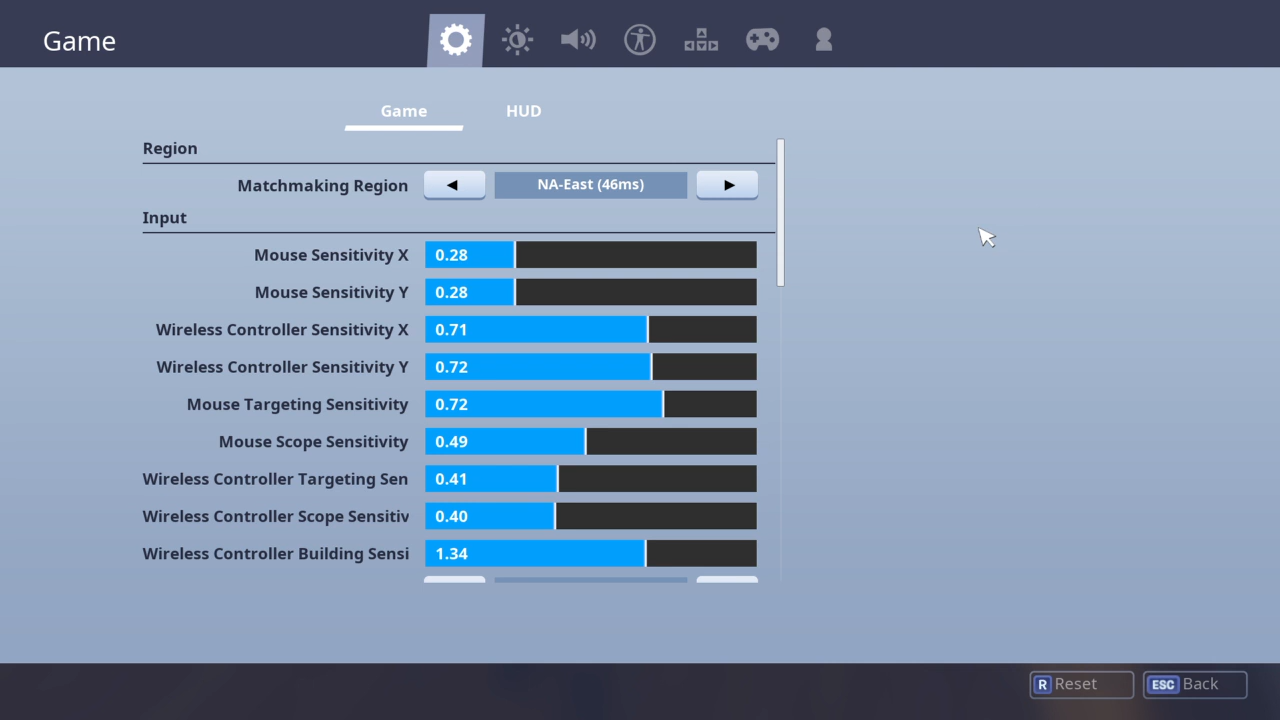 Game
Game HUD
Region
Matchmaking Region NA-East (46ms)
Input
Mouse Sensitivity X 0.28
Mouse Sensitivity Y 0.28
Wireless Controller Sensitivity X 0.71
Wireless Controller Sensitivity Y 0.72
Mouse Targeting Sensitivity 0.72
Mouse Scope Sensitivity 0.49
Wireless Controller Targeting Sen 0.41
Wireless Controller Scope Sensitiv 0.40
Wireless Controller Building Sensi 1.34
R Reset ESC Back